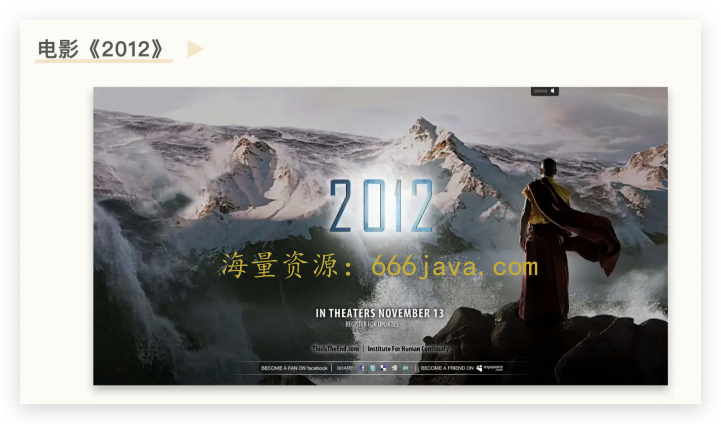 电影《2012》
2012
海量资源：666java.com
IN THEATERS NOVEMBER 13
REGISTER FOR UPDATES
ThisIsTheEnd.com | Institute For Human Continuity
BECOME A FAN ON facebook | SHARE: | BECOME A FRIEND ON myspace.com